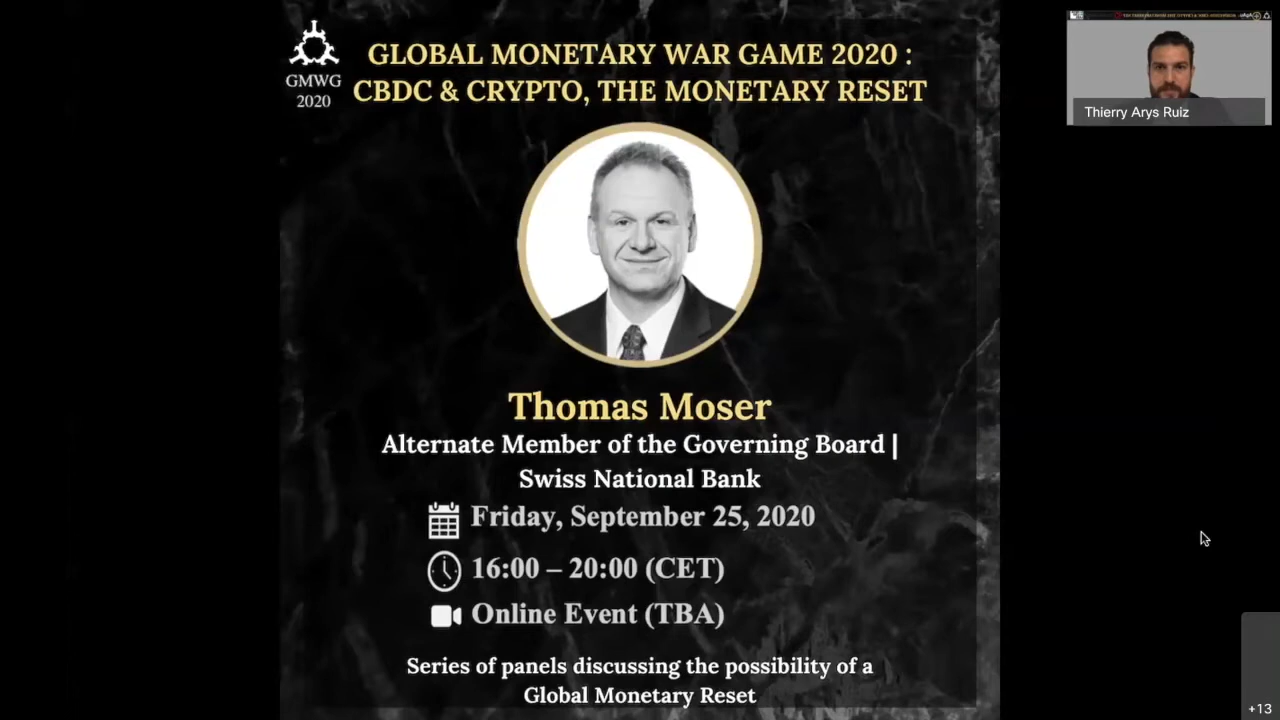 GMWG
2020
GLOBAL MONETARY WAR GAME 2020 :
CBDC & CRYPTO, THE MONETARY RESET
Thierry Arys Ruiz
Thomas Moser
Alternate Member of the Governing Board |
Swiss National Bank
Friday, September 25, 2020
16:00 – 20:00 (CET)
Online Event (TBA)
Series of panels discussing the possibility of a
Global Monetary Reset
+13